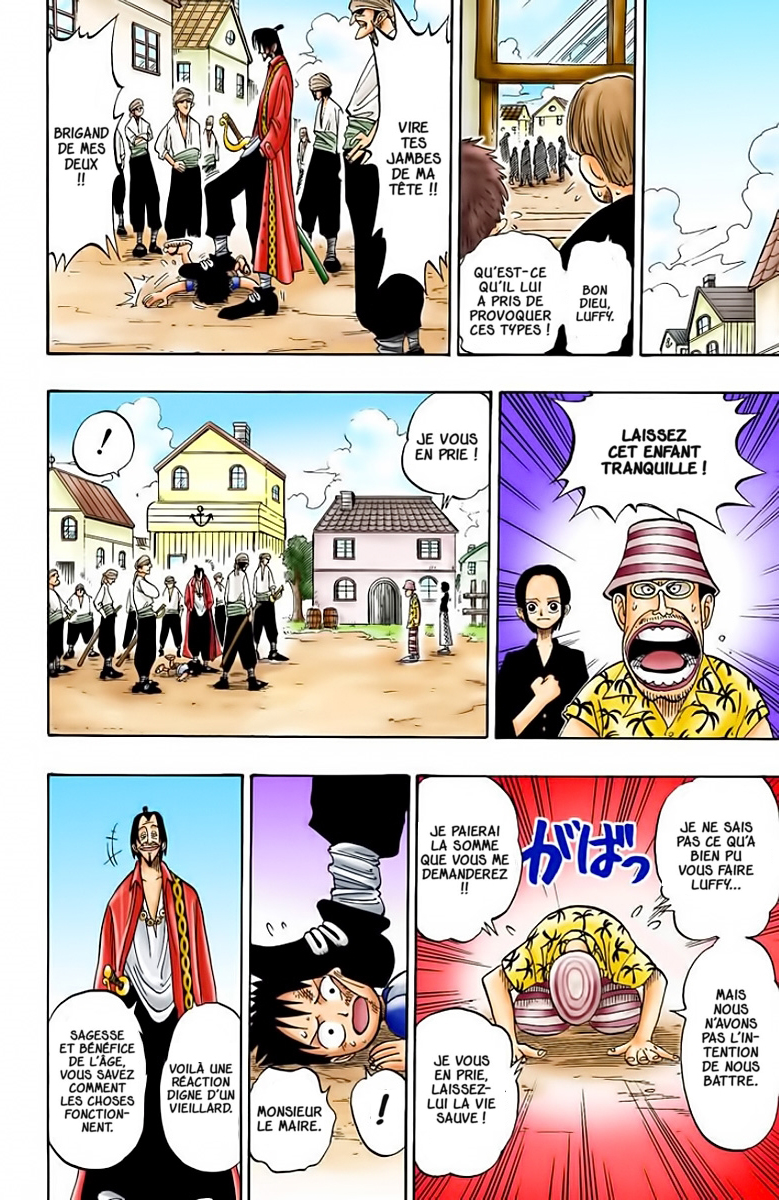 BON
DIEU,
LUFFY.
QU'EST-CE
QU'IL LUI
A PRIS DE
PROVOQUER
CES TYPES !
VIRE
TES
JAMBES
DE MA
TÊTE !!
BRIGAND
DE MES
DEUX
!!
LAISSEZ
CET ENFANT
TRANQUILLE !
JE VOUS
EN PRIE !
!
JE NE SAIS
PAS CE QU'A
BIEN PU
VOUS FAIRE
LUFFY...
MAIS
NOUS
N'AVONS
PAS L'IN-
TENTION
DE NOUS
BATTRE.
がばっ
JE PAIERAI
LA SOMME
QUE VOUS ME
DEMANDEREZ
!!
JE VOUS
EN PRIE,
LAISSEZ-
LUI LA VIE
SAUVE !
!
MONSIEUR
LE MAIRE.
VOILÀ UNE
RÉACTION
DIGNE D'UN
VIEILLARD.
SAGESSE
ET BÉNÉFICE
DE L'ÂGE,
VOUS SAVEZ
COMMENT
LES CHOSES
FONCTION-
NENT.